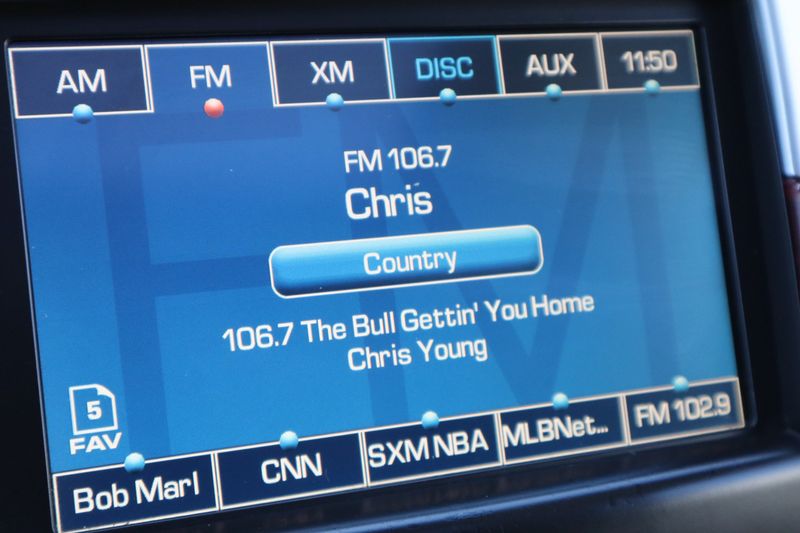 AM FM XM DISC AUX 11:50
FM 106.7
Chris
Country
106.7 The Bull Gettin' You Home
Chris Young
5
FAV
Bob Marl CNN SXM NBA MLBNet... FM 102.9